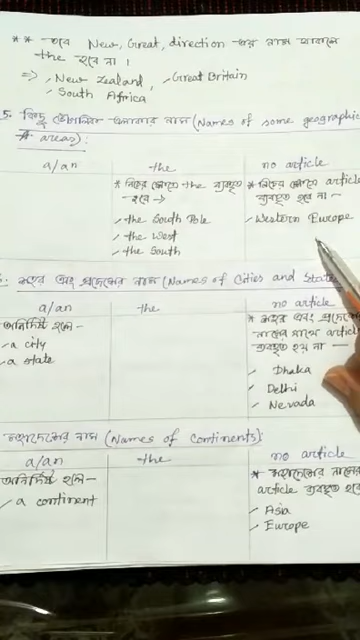 ** তবে New, Great, direction এর নাম থাকলে
the হবে না ।
⇒ ✓ New Zealand, ✓ Great Britain
✓ South Africa
5. কিছু ভৌগলিক এলাকার নাম (Names of some geographic
areas):
a/an the no article
* নিচের ক্ষেত্রে the ব্যবহৃত
হবে →
✓ the South Pole
✓ the West
✓ the South
* নিচের ক্ষেত্রে article
ব্যবহৃত হবে না —
✓ Western Europe
শহর এবং প্রদেশের নাম (Names of Cities and State
a/an the no article
অনির্দিষ্ট হলে —
✓ a city
✓ a state
* শহর এবং প্রদেশের
নামের সাথে article
ব্যবহৃত হয় না —
✓ Dhaka
✓ Delhi
✓ Nevada
মহাদেশের নাম (Names of Continents):
a/an the no article
অনির্দিষ্ট হলে —
✓ a continent
* মহাদেশের নামের
article ব্যবহৃত হবে
✓ Asia
✓ Europe